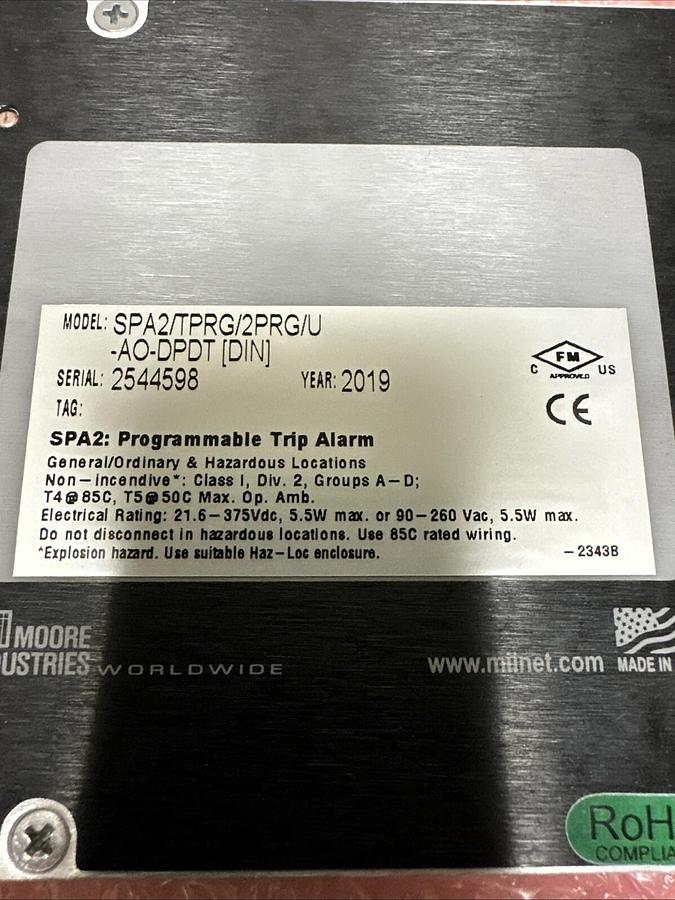 MODEL: SPA2/TPRG/2PRG/U
-AO-DPDT [DIN]
SERIAL: 2544598 YEAR: 2019
TAG:
C FM US
APPROVED
CE
SPA2: Programmable Trip Alarm
General/Ordinary & Hazardous Locations
Non-incendive*: Class I, Div. 2, Groups A-D;
T4@85C, T5@50C Max. Op. Amb.
Electrical Rating: 21.6-375Vdc, 5.5W max. or 90-260 Vac, 5.5W max.
Do not disconnect in hazardous locations. Use 85C rated wiring.
*Explosion hazard. Use suitable Haz-Loc enclosure. -2343B
MOORE
USTRIES WORLDWIDE
www.miinet.com MADE IN
RoH
COMPLIA